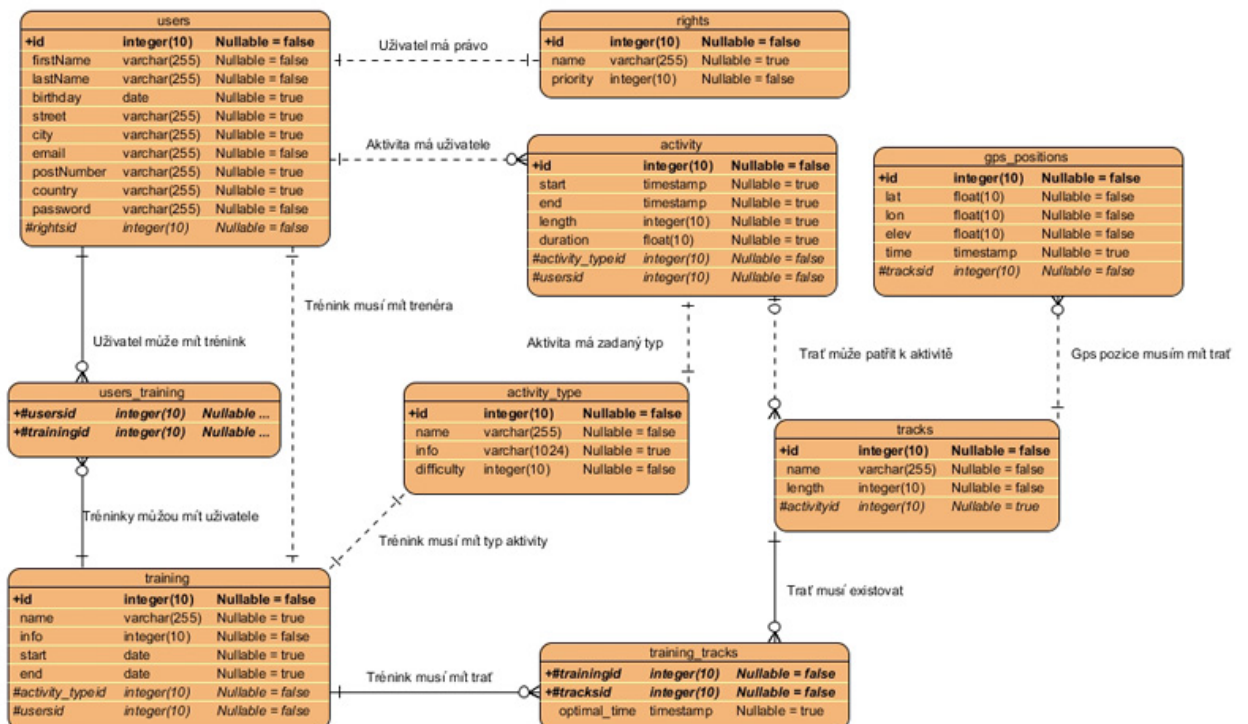 users
+id integer(10) Nullable = false
firstName varchar(255) Nullable = false
lastName varchar(255) Nullable = false
birthday date Nullable = true
street varchar(255) Nullable = true
city varchar(255) Nullable = true
email varchar(255) Nullable = false
postNumber varchar(255) Nullable = true
country varchar(255) Nullable = true
password varchar(255) Nullable = false
#rightsid integer(10) Nullable = false
Uživatel má právo
rights
+id integer(10) Nullable = false
name varchar(255) Nullable = true
priority integer(10) Nullable = false
Aktivita má uživatele
activity
+id integer(10) Nullable = false
start timestamp Nullable = true
end timestamp Nullable = true
length integer(10) Nullable = true
duration float(10) Nullable = true
#activity_typeid integer(10) Nullable = false
#usersid integer(10) Nullable = false
gps_positions
+id integer(10) Nullable = false
lat float(10) Nullable = false
lon float(10) Nullable = false
elev float(10) Nullable = false
time timestamp Nullable = true
#tracksid integer(10) Nullable = false
Trénink musí mít trenéra
Uživatel může mít trénink
Aktivita má zadaný typ
Trať může patřit k aktivitě
Gps pozice musím mít trať
users_training
+#usersid integer(10) Nullable ...
+#trainingid integer(10) Nullable ...
activity_type
+id integer(10) Nullable = false
name varchar(255) Nullable = false
info varchar(1024) Nullable = true
difficulty integer(10) Nullable = false
tracks
+id integer(10) Nullable = false
name varchar(255) Nullable = false
length integer(10) Nullable = false
#activityid integer(10) Nullable = true
Tréninky můžou mít uživatele
Trénink musí mít typ aktivity
Trať musí existovat
training
+id integer(10) Nullable = false
name varchar(255) Nullable = true
info integer(10) Nullable = false
start date Nullable = true
end date Nullable = true
#activity_typeid integer(10) Nullable = false
#usersid integer(10) Nullable = false
Trénink musí mít trať
training_tracks
+#trainingid integer(10) Nullable = false
+#tracksid integer(10) Nullable = false
optimal_time timestamp Nullable = true